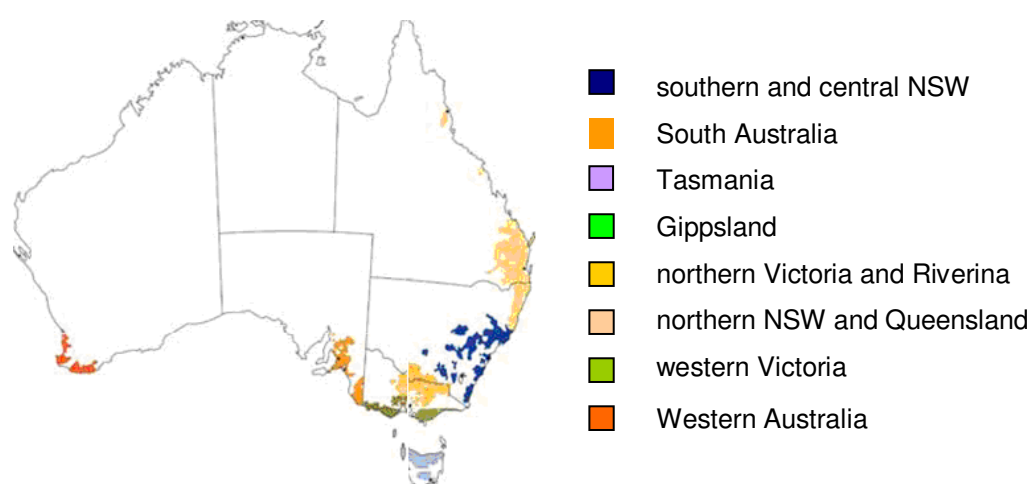 southern and central NSW
South Australia
Tasmania
Gippsland
northern Victoria and Riverina
northern NSW and Queensland
western Victoria
Western Australia